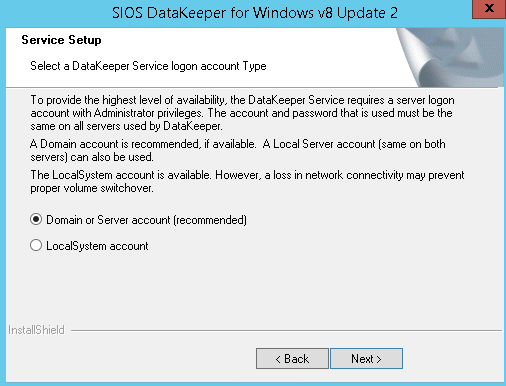 SIOS DataKeeper for Windows v8 Update 2
x
Service Setup
Select a DataKeeper Service logon account Type
To provide the highest level of availability, the DataKeeper Service requires a server logon
account with Administrator privileges. The account and password that is used must be the
same on all servers used by DataKeeper.
A Domain account is recommended, if available.  A Local Server account (same on both
servers) can also be used.
The LocalSystem account is available. However, a loss in network connectivity may prevent
proper volume switchover.
Domain or Server account (recommended)
LocalSystem account
InstallShield
< Back
Next >